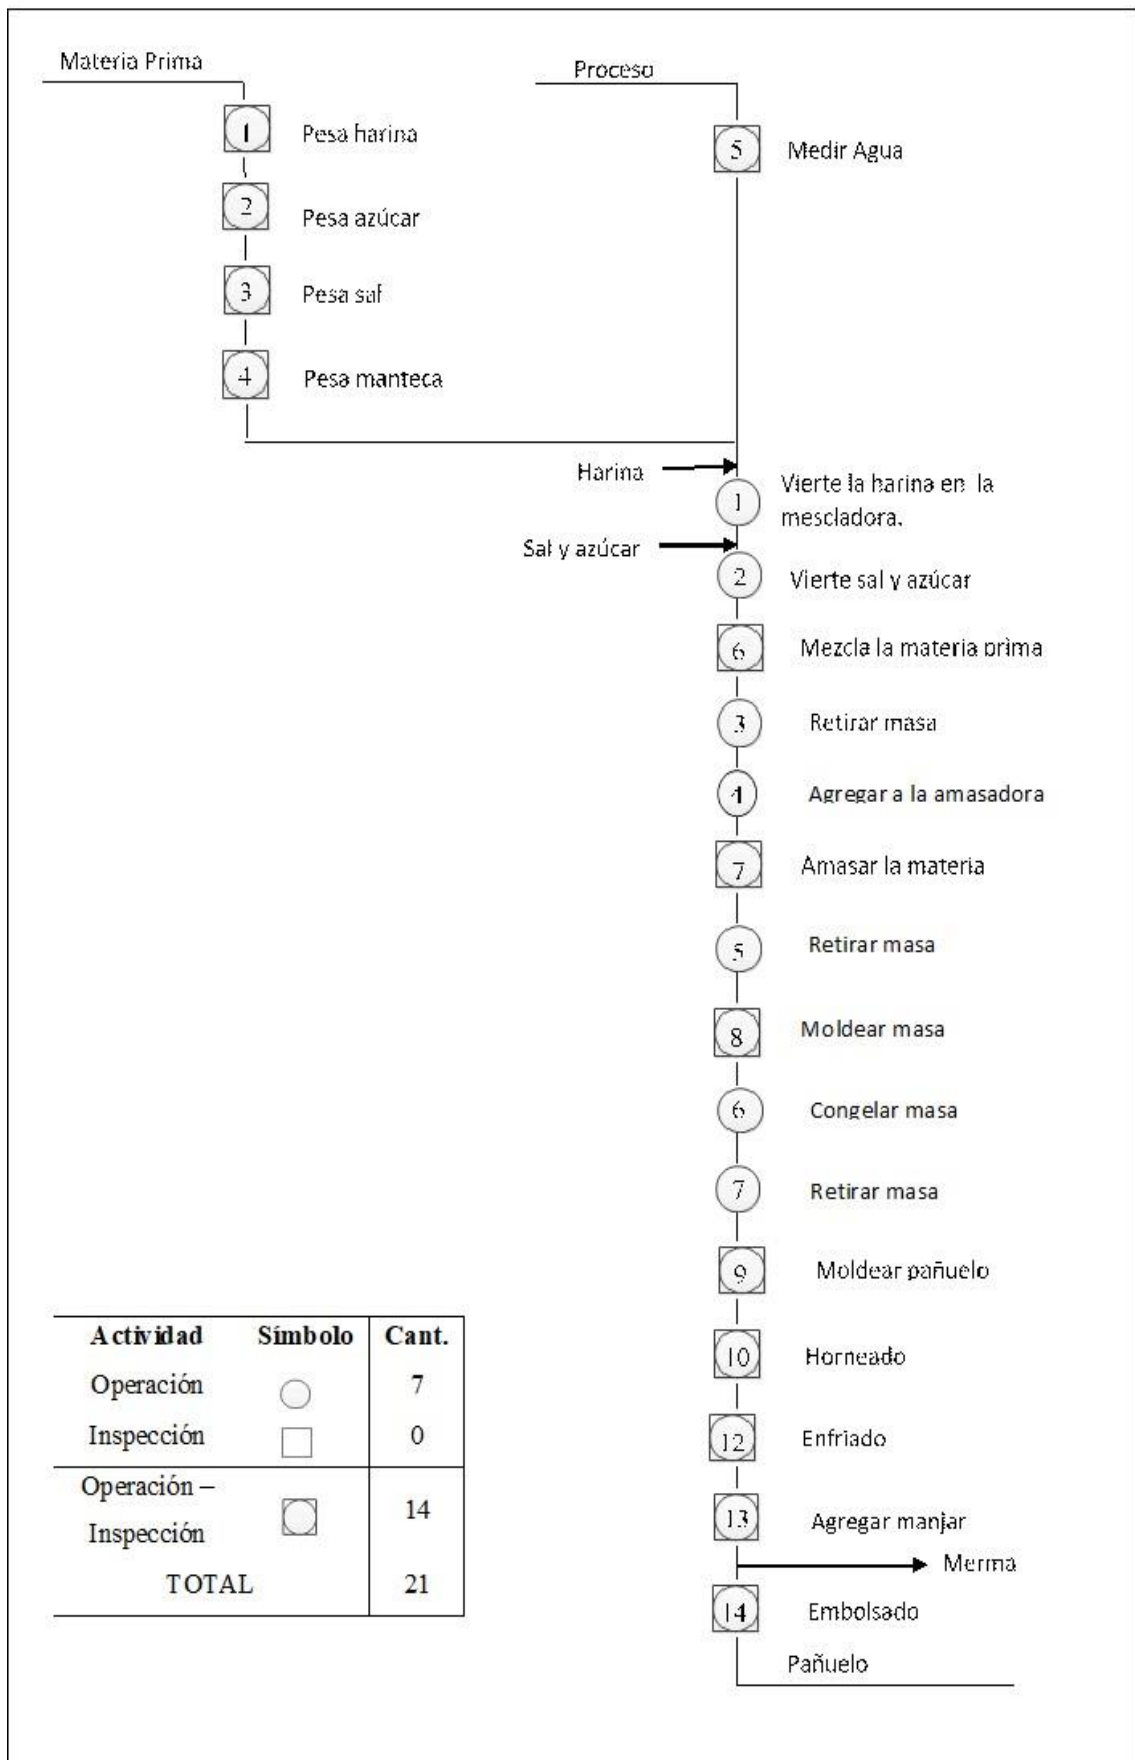 Materia Prima
1 Pesa harina
2 Pesa azúcar
3 Pesa sal
4 Pesa manteca
Proceso
5 Medir Agua
Harina
1 Vierte la harina en la
mescladora.
Sal y azúcar
2 Vierte sal y azúcar
6 Mezcla la materia prima
3 Retirar masa
4 Agregar a la amasadora
7 Amasar la materia
5 Retirar masa
8 Moldear masa
6 Congelar masa
7 Retirar masa
9 Moldear pañuelo
10 Horneado
12 Enfriado
13 Agregar manjar
Merma
14 Embolsado
Pañuelo
Actividad Símbolo Cant.
Operación 7
Inspección 0
Operación –
Inspección 14
TOTAL 21